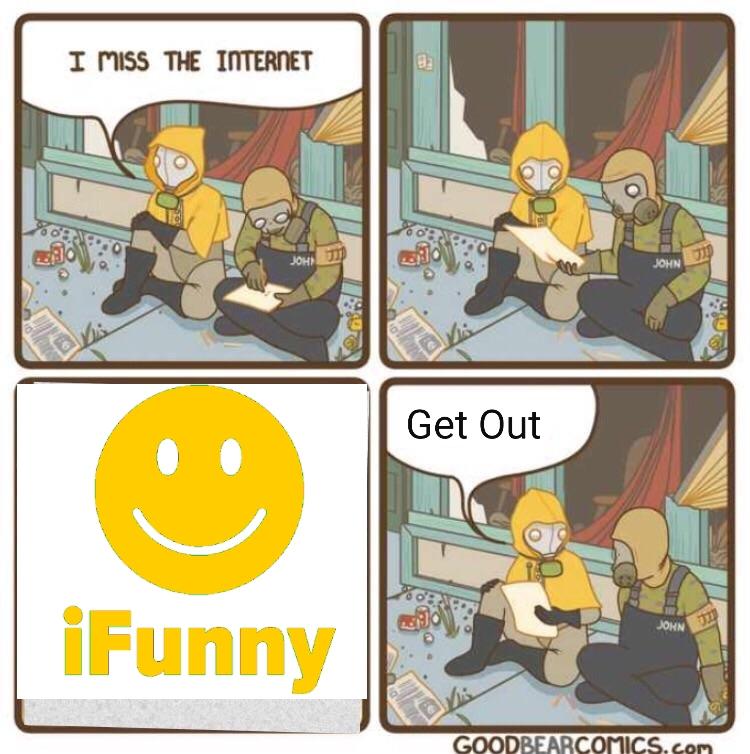 I MISS THE INTERNET
JOHN
JOHN
iFunny
Get Out
JOHN
GOODBEARCOMICS.com